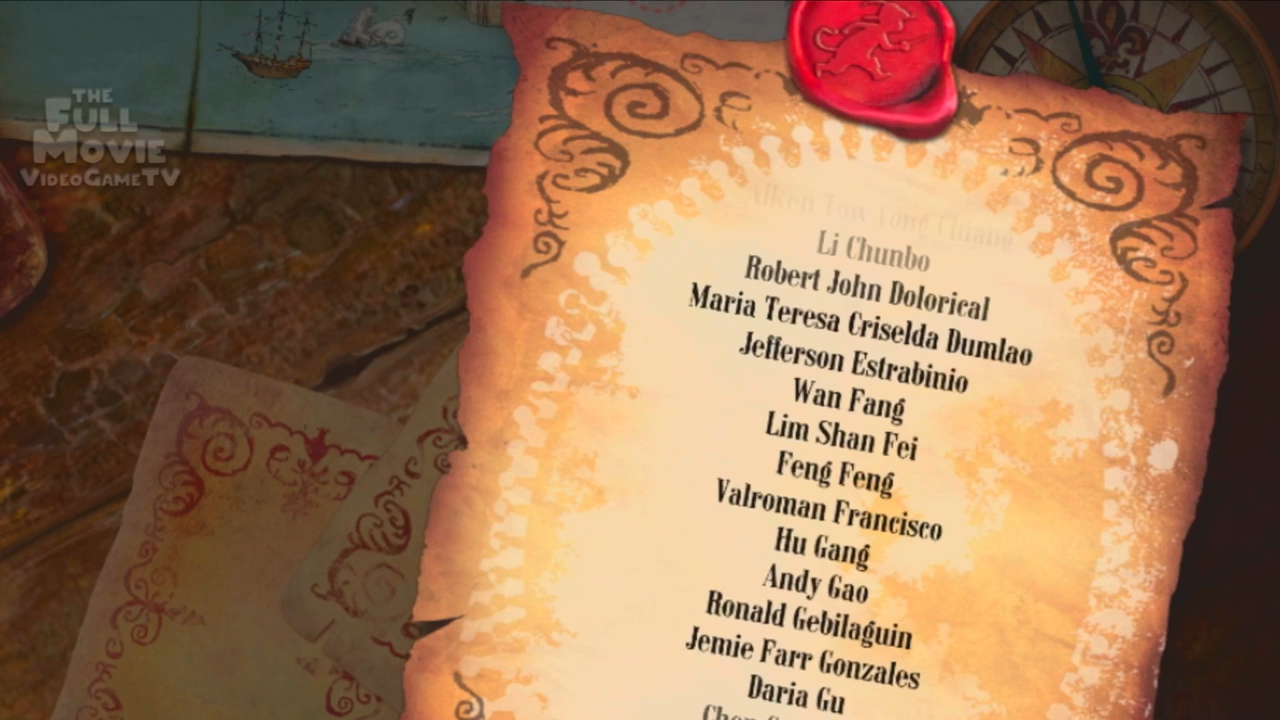 THE
FULL
MOVIE
VIDEOGAMETV
Li Chunbo
Robert John Dolorical
Maria Teresa Criselda Dumlao
Jefferson Estrabinio
Wan Fang
Lim Shan Fei
Feng Feng
Valroman Francisco
Hu Gang
Andy Gao
Ronald Gebilaguin
Jemie Farr Gonzales
Daria Gu